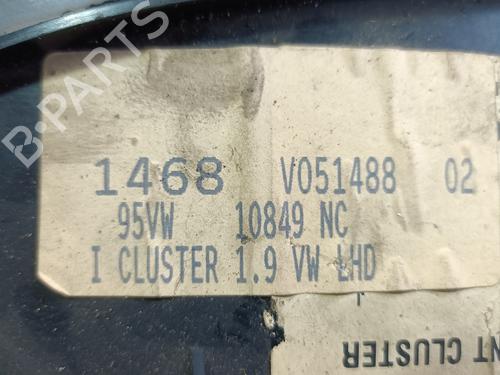 B-PARTS
1468 V051488 02
95VW 10849 NC
I CLUSTER 1.9 VW LHD
NT CLUSTER